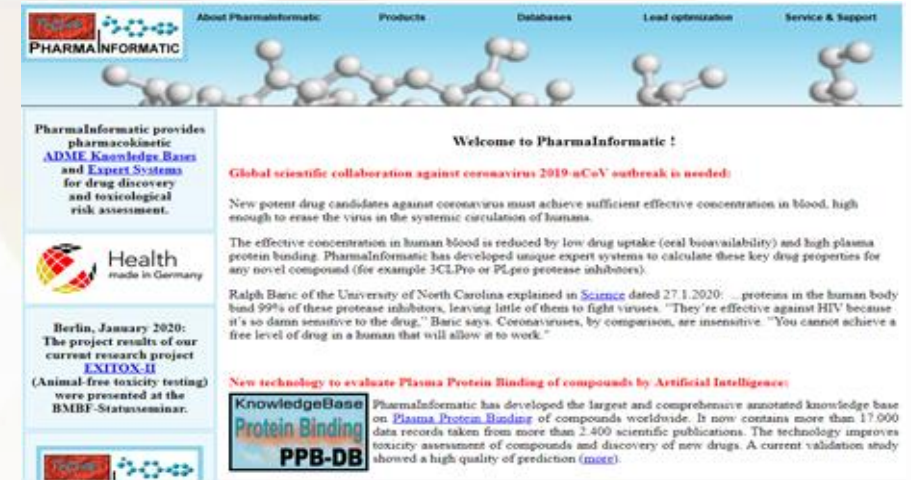 About PharmaInformatic Products Databases Lead optimization Service & Support
PHARMAINFORMATIC
PharmaInformatic provides
pharmacokinetic
ADME Knowledge Bases
and Expert Systems
for drug discovery
and toxicological
risk assessment.
Health
made in Germany
Berlin, January 2020:
The project results of our
current research project
EXITOX-II
(Animal-free toxicity testing)
were presented at the
BMBF-Statusseminar.
Welcome to PharmaInformatic !
Global scientific collaboration against coronavirus 2019-nCoV outbreak is needed:
New potent drug candidates against coronavirus must achieve sufficient effective concentration in blood, high
enough to erase the virus in the systemic circulation of humans.
The effective concentration in human blood is reduced by low drug uptake (oral bioavailability) and high plasma
protein binding. PharmaInformatic has developed unique expert systems to calculate these key drug properties for
any novel compound (for example 3CLPro or PLpro protease inhibitors).
Ralph Baric of the University of North Carolina explained in Science dated 27.1.2020: ...proteins in the human body
bind 99% of these protease inhibitors, leaving little of them to fight viruses. "They're effective against HIV because
it's so damn sensitive to the drug," Baric says. Coronaviruses, by comparison, are insensitive. "You cannot achieve a
free level of drug in a human that will allow it to work."
New technology to evaluate Plasma Protein Binding of compounds by Artificial Intelligence:
KnowledgeBase
Protein Binding
PPB-DB
PharmaInformatic has developed the largest and comprehensive annotated knowledge base
on Plasma Protein Binding of compounds worldwide. It now contains more than 17.000
data records taken from more than 2.400 scientific publications. The technology improves
toxicity assessment of compounds and discovery of new drugs. A current validation study
showed a high quality of prediction (more).